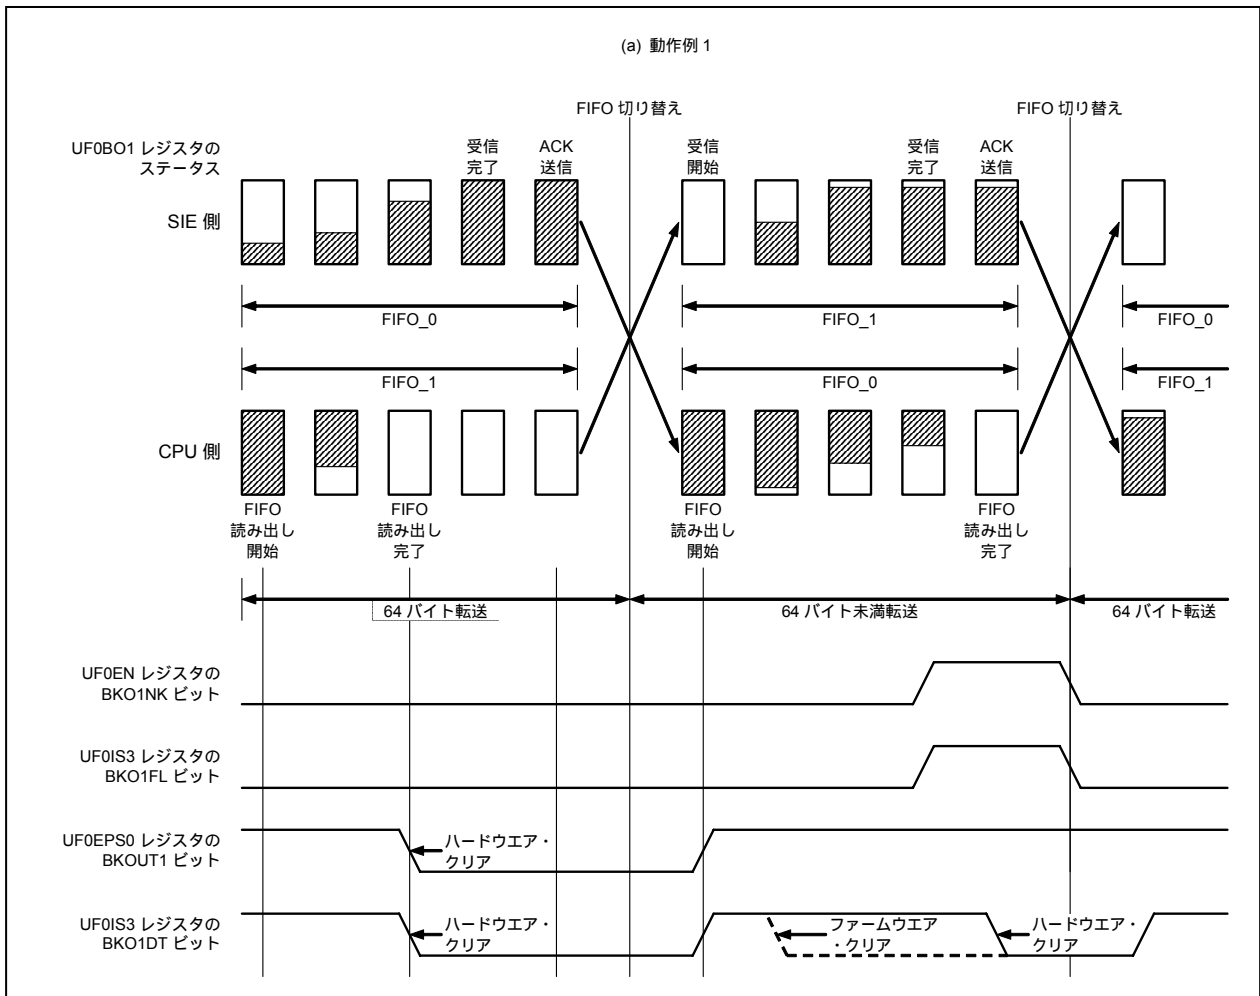 (a) 動作例 1
FIFO 切り替え
FIFO 切り替え
UF0BO1 レジスタの
ステータス
受信
完了
ACK
送信
受信
開始
受信
完了
ACK
送信
SIE 側
FIFO_0
FIFO_1
FIFO_0
FIFO_1
FIFO_0
FIFO_1
CPU 側
FIFO
読み出し
開始
FIFO
読み出し
完了
FIFO
読み出し
開始
FIFO
読み出し
完了
64 バイト転送
64 バイト未満転送
64 バイト転送
UF0EN レジスタの
BKO1NK ビット
UF0IS3 レジスタの
BKO1FL ビット
UF0EPS0 レジスタの
BKOUT1 ビット
ハードウエア・
クリア
UF0IS3 レジスタの
BKO1DT ビット
ハードウエア・
クリア
ファームウエア
・クリア
ハードウエア・
クリア